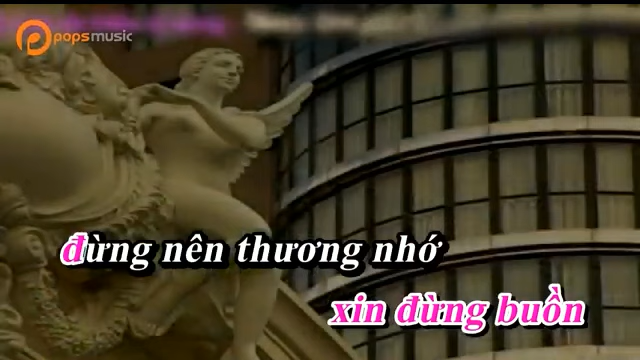 popsmusic
đừng nên thương nhớ
xin đừng buồn